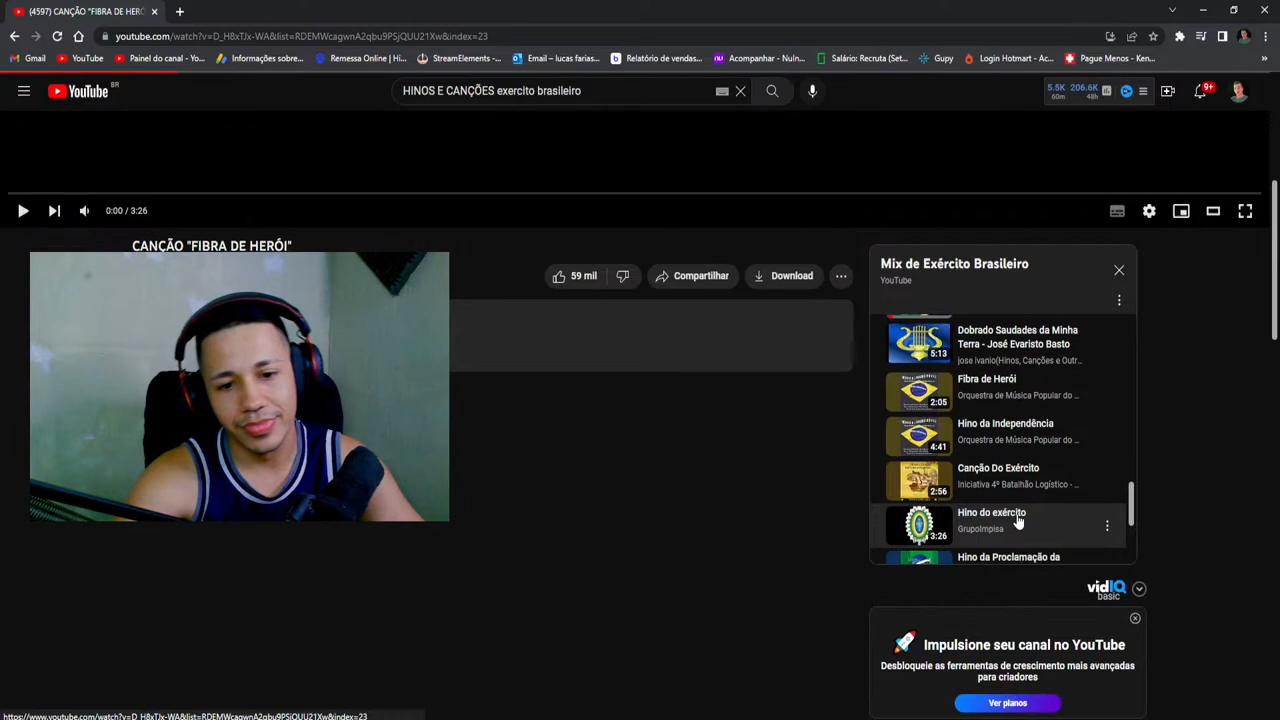 (4597) CANÇÃO "FIBRA DE HERÓ
youtube.com/watch?v=D_H8xTJx-WA&list=RDEMWcagwnA2qbu9PSjQUU21Xw&index=23
Gmail
YouTube
Painel do canal - Yo...
Informações sobre...
Remessa Online | Hi...
StreamElements -...
Email – lucas farias...
Relatório de vendas...
Acompanhar - Nuin...
Salário: Recruta (Set...
Gupy
Login Hotmart - Ac...
Pague Menos - Ken...
YouTube BR
HINOS E CANÇÕES exercito brasileiro
5.5K 206.6K
60m 48h
9+
0:00 / 3:26
CANÇÃO "FIBRA DE HERÓI"
59 mil
Compartilhar
Download
Mix de Exército Brasileiro
YouTube
Dobrado Saudades da Minha
Terra - José Evaristo Basto
5:13
jose ivanio(Hinos, Canções e Outr...
Fibra de Herói
Orquestra de Música Popular do ...
2:05
Hino da Independência
Orquestra de Música Popular do ...
4:41
Canção Do Exército
Iniciativa 4º Batalhão Logístico - ...
2:56
Hino do exército
GrupoImpisa
3:26
Hino da Proclamação da
vidIQ
basic
Impulsione seu canal no YouTube
Desbloqueie as ferramentas de crescimento mais avançadas
para criadores
Ver planos
https://www.youtube.com/watch?v=D_H8xTJx-WA&list=RDEMWcagwnA2qbu9PSjQUU21Xw&index=23